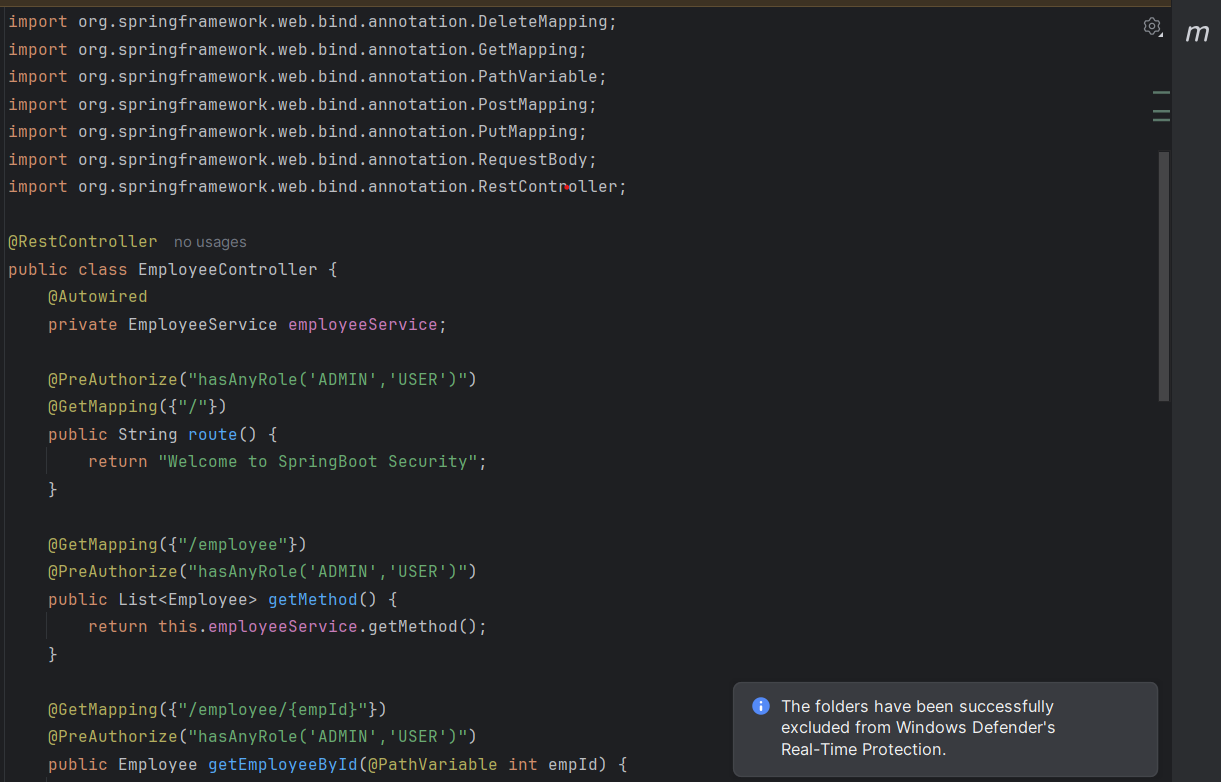 import org.springframework.web.bind.annotation.DeleteMapping;
import org.springframework.web.bind.annotation.GetMapping;
import org.springframework.web.bind.annotation.PathVariable;
import org.springframework.web.bind.annotation.PostMapping;
import org.springframework.web.bind.annotation.PutMapping;
import org.springframework.web.bind.annotation.RequestBody;
import org.springframework.web.bind.annotation.RestController;
@RestController no usages
public class EmployeeController {
@Autowired
private EmployeeService employeeService;
@PreAuthorize("hasAnyRole('ADMIN','USER')")
@GetMapping({"/"})
public String route() {
return "Welcome to SpringBoot Security";
}
@GetMapping({"/employee"})
@PreAuthorize("hasAnyRole('ADMIN','USER')")
public List<Employee> getMethod() {
return this.employeeService.getMethod();
}
@GetMapping({"/employee/{empId}"})
@PreAuthorize("hasAnyRole('ADMIN','USER')")
public Employee getEmployeeById(@PathVariable int empId) {
m
The folders have been successfully
excluded from Windows Defender's
Real-Time Protection.